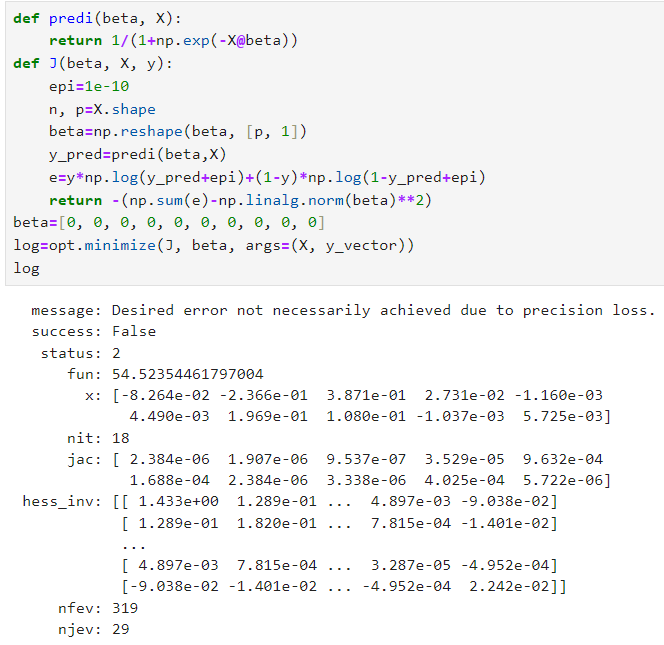 def predi(beta, X):
    return 1/(1+np.exp(-X@beta))
def J(beta, X, y):
    epi=1e-10
    n, p=X.shape
    beta=np.reshape(beta, [p, 1])
    y_pred=predi(beta,X)
    e=y*np.log(y_pred+epi)+(1-y)*np.log(1-y_pred+epi)
    return -(np.sum(e)-np.linalg.norm(beta)**2)
beta=[0, 0, 0, 0, 0, 0, 0, 0, 0, 0]
log=opt.minimize(J, beta, args=(X, y_vector))
log
  message: Desired error not necessarily achieved due to precision loss.
  success: False
   status: 2
      fun: 54.52354461797004
        x: [-8.264e-02 -2.366e-01  3.871e-01  2.731e-02 -1.160e-03
             4.490e-03  1.969e-01  1.080e-01 -1.037e-03  5.725e-03]
      nit: 18
      jac: [ 2.384e-06  1.907e-06  9.537e-07  3.529e-05  9.632e-04
             1.688e-04  2.384e-06  3.338e-06  4.025e-04  5.722e-06]
 hess_inv: [[ 1.433e+00  1.289e-01 ...  4.897e-03 -9.038e-02]
            [ 1.289e-01  1.820e-01 ...  7.815e-04 -1.401e-02]
            ...
            [ 4.897e-03  7.815e-04 ...  3.287e-05 -4.952e-04]
            [-9.038e-02 -1.401e-02 ... -4.952e-04  2.242e-02]]
     nfev: 319
     njev: 29